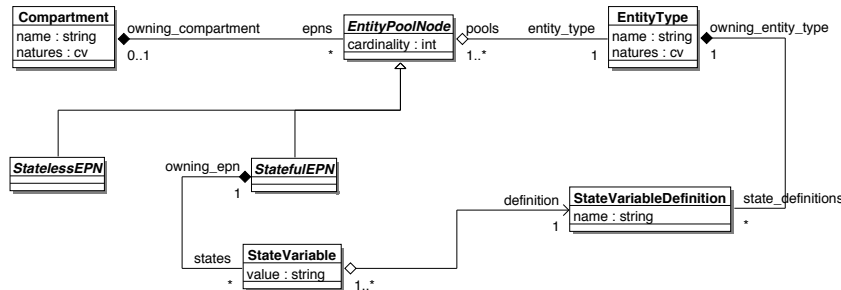 Compartment
name : string
natures : cv
owning_compartment
0..1
epns
*
EntityPoolNode
cardinality : int
pools
1..*
entity_type
1
EntityType
name : string
natures : cv
owning_entity_type
1
StatelessEPN
owning_epn
1
StatefulEPN
definition
1
StateVariableDefinition
name : string
state_definitions
*
states
*
StateVariable
value : string
1..*